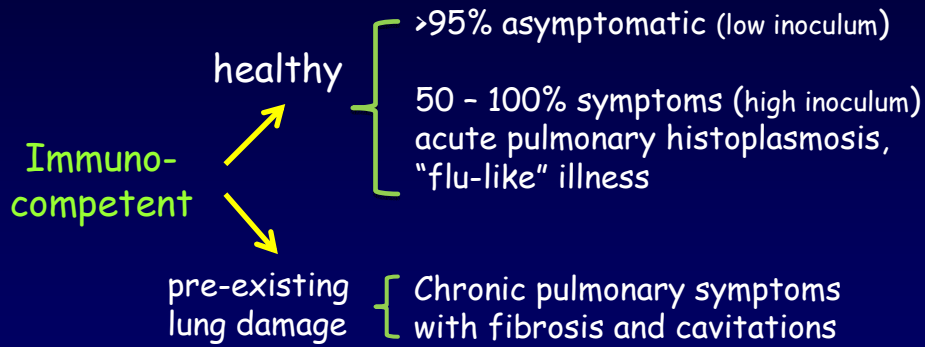 >95% asymptomatic (low inoculum)
healthy
50 – 100% symptoms (high inoculum)
acute pulmonary histoplasmosis,
“flu-like” illness
Immuno-
competent
pre-existing
lung damage
Chronic pulmonary symptoms
with fibrosis and cavitations